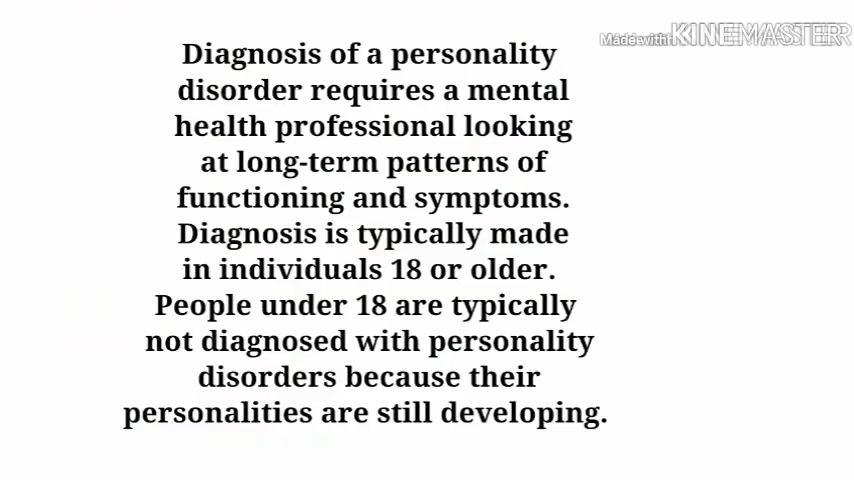 Made with KINEMASTER
Diagnosis of a personality
disorder requires a mental
health professional looking
at long-term patterns of
functioning and symptoms.
Diagnosis is typically made
in individuals 18 or older.
People under 18 are typically
not diagnosed with personality
disorders because their
personalities are still developing.